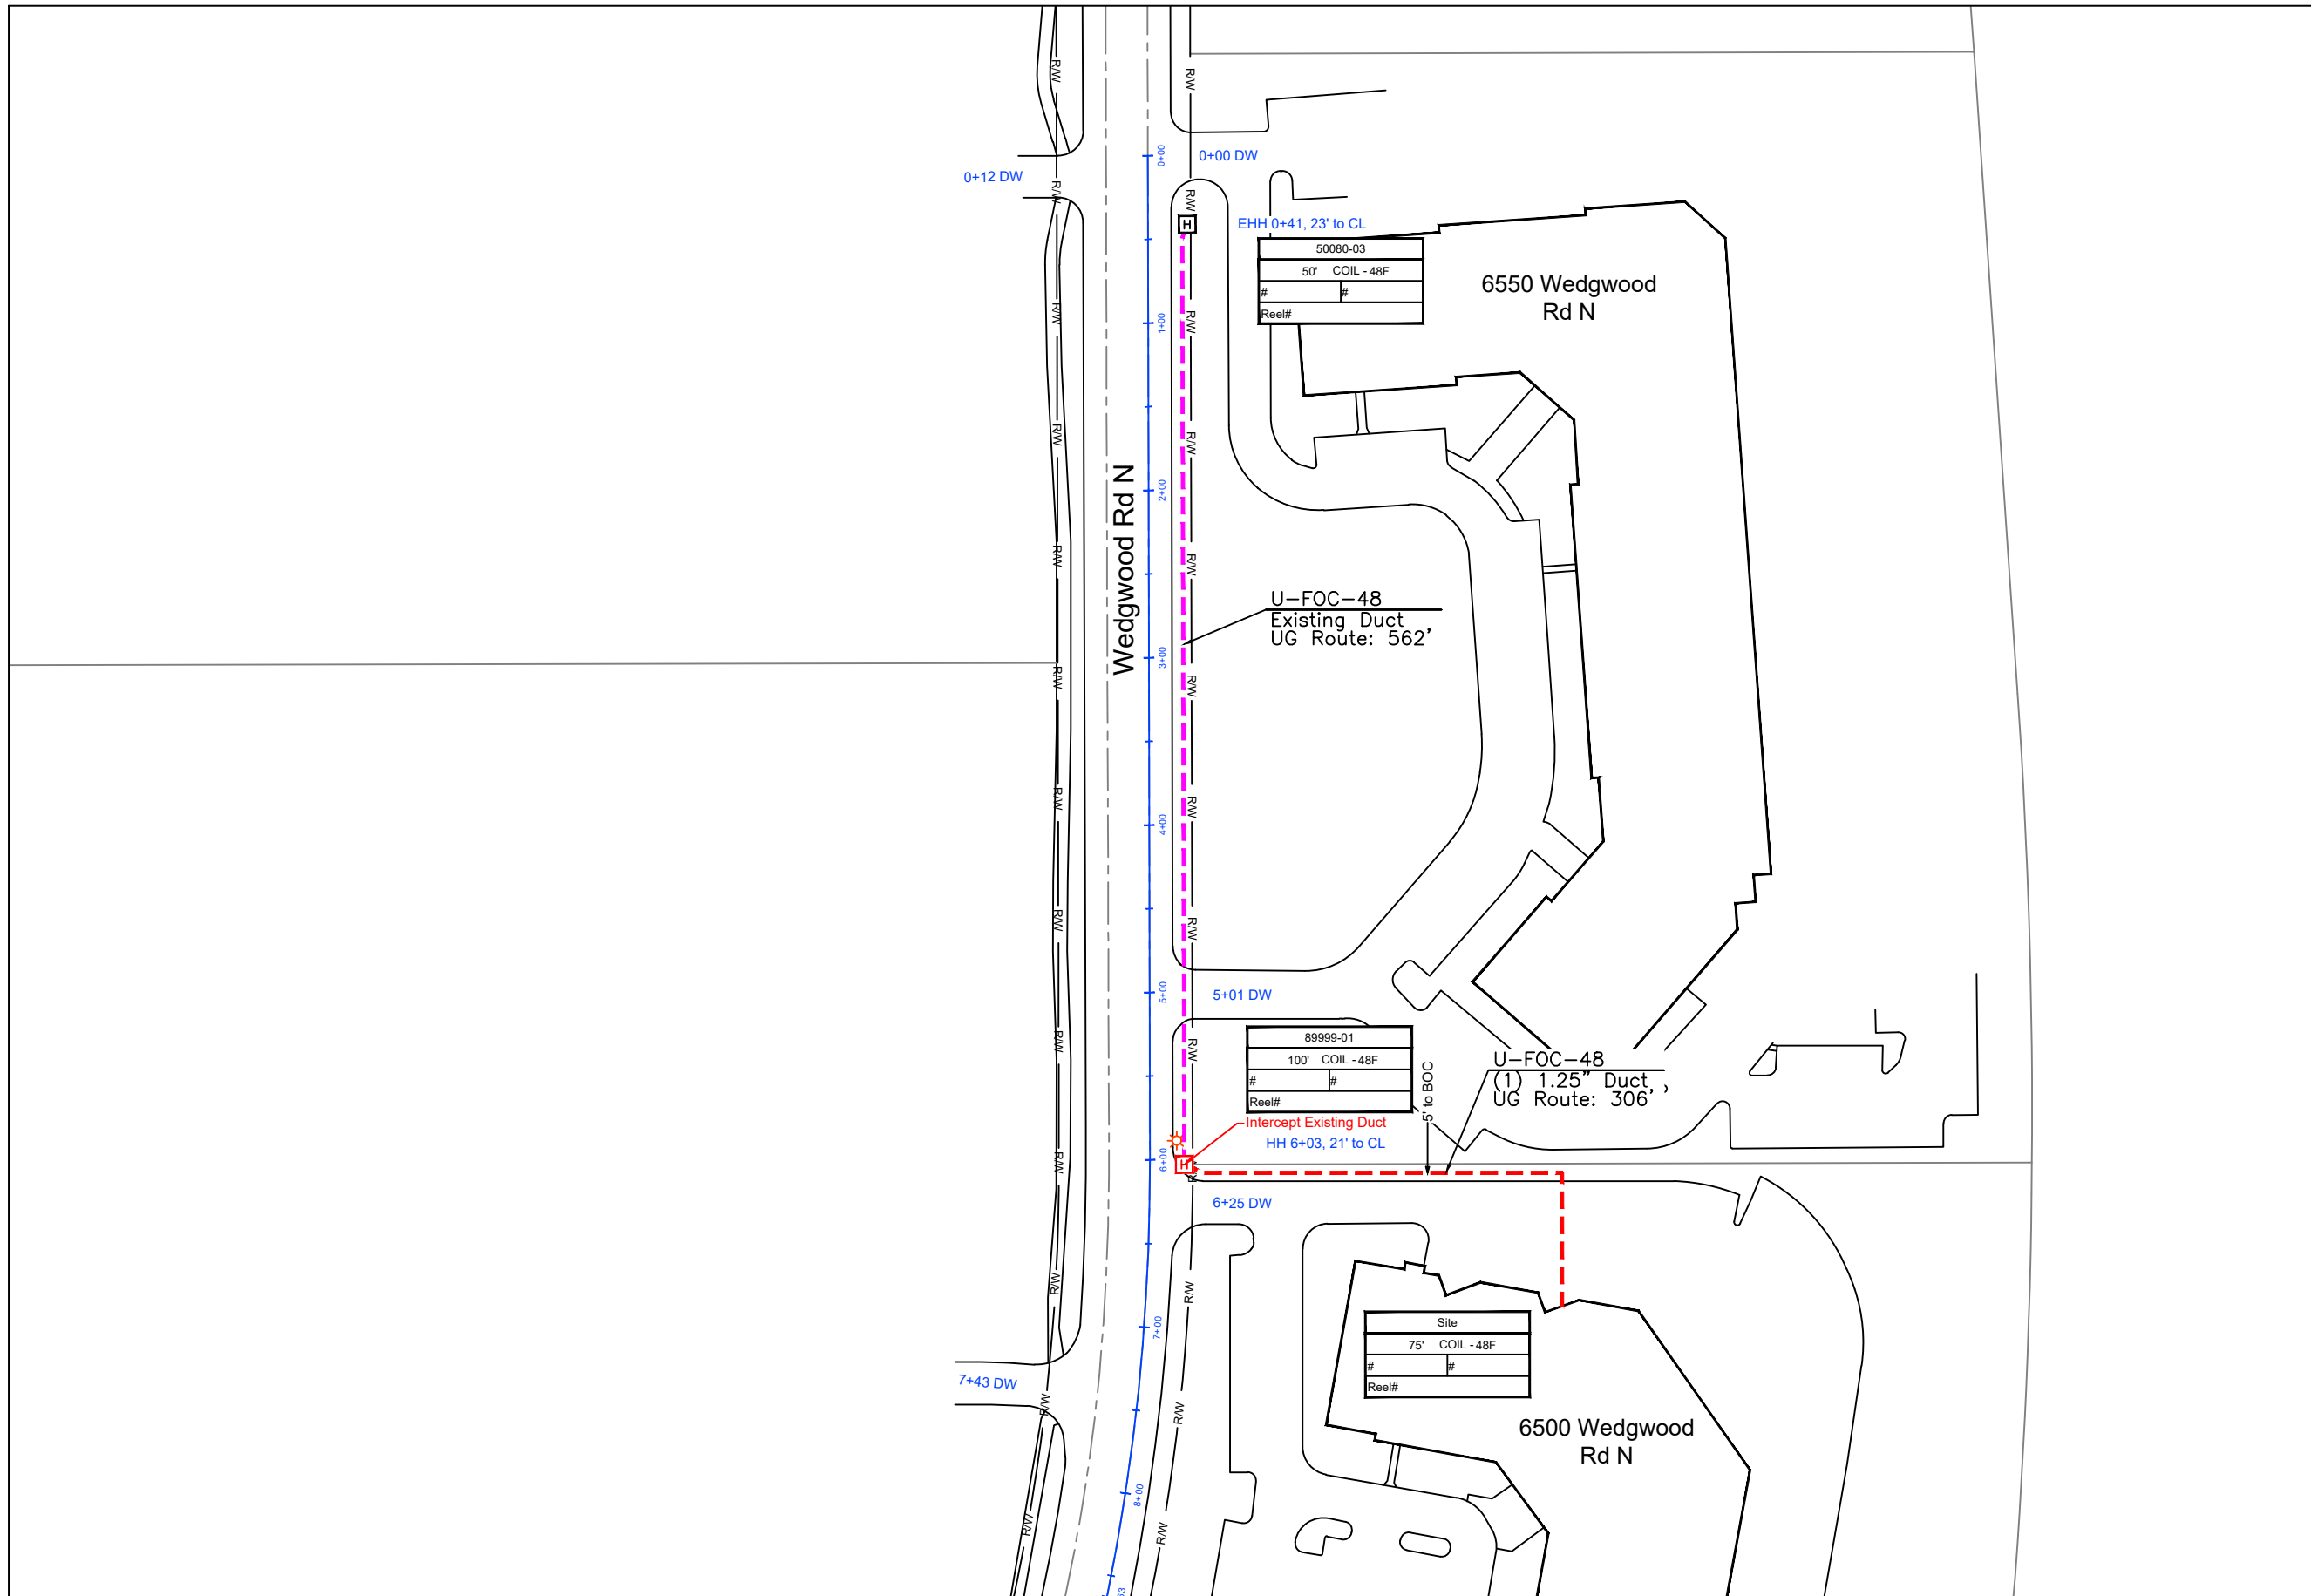 R/W
R/W
0+00
0+00 DW
0+12 DW
R/W
R/W
H
EHH 0+41, 23' to CL
50080-03
50' COIL - 48F
# #
Reel#
6550 Wedgwood
Rd N
R/W
R/W
1+00
R/W
R/W
Wedgwood Rd N
2+00
R/W
R/W
U-FOC-48
Existing Duct
UG Route: 562'
3+00
R/W
R/W
R/W
R/W
4+00
R/W
R/W
5+00
5+01 DW
R/W
R/W
89999-01
100' COIL - 48F
# #
Reel#
5' to BOC
U-FOC-48
(1) 1.25" Duct
UG Route: 306'
Intercept Existing Duct
HH 6+03, 21' to CL
6+00
H
R/W
6+25 DW
R/W
R/W
7+00
Site
75' COIL - 48F
# #
Reel#
7+43 DW
R/W
R/W
6500 Wedgwood
Rd N
8+00
R/W
R/W